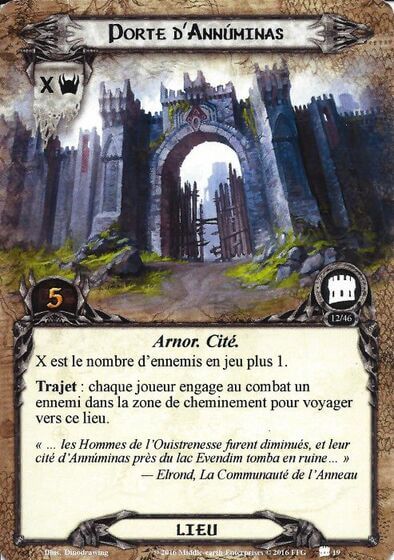 Porte d'Annúminas
X
5
12/46
Arnor. Cité.
X est le nombre d'ennemis en jeu plus 1.
Trajet : chaque joueur engage au combat un
ennemi dans la zone de cheminement pour voyager
vers ce lieu.
« ... les Hommes de l'Ouistrenesse furent diminués, et leur
cité d'Annúminas près du lac Evendim tomba en ruine... »
— Elrond, La Communauté de l'Anneau
LIEU
Illus. Dinodrawing
© 2016 Middle-earth Enterprises © 2016 FFG
19